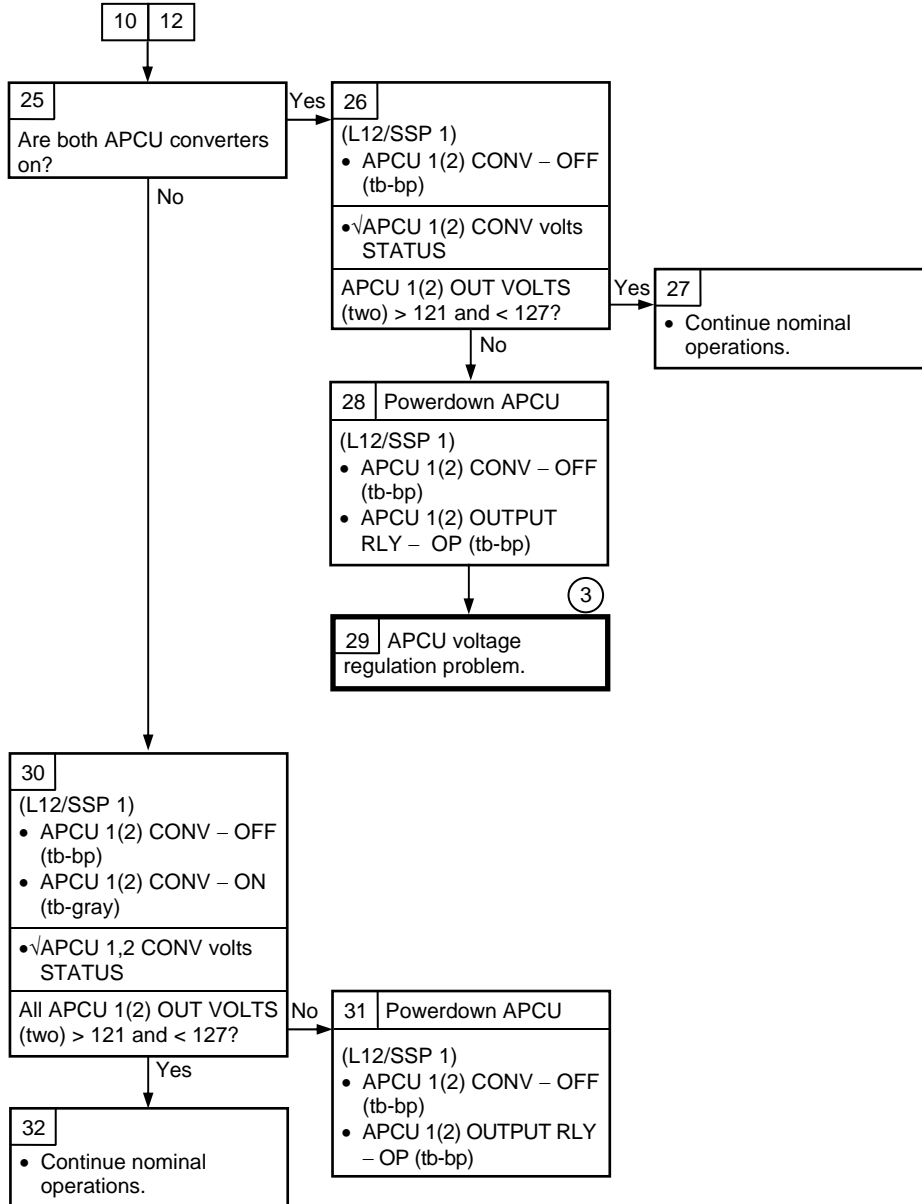 10 12
25
Are both APCU converters
on?
Yes
No
26
(L12/SSP 1)
• APCU 1(2) CONV – OFF
(tb-bp)
•√APCU 1(2) CONV volts
STATUS
APCU 1(2) OUT VOLTS
(two) > 121 and < 127?
Yes
No
27
• Continue nominal
operations.
28 Powerdown APCU
(L12/SSP 1)
• APCU 1(2) CONV – OFF
(tb-bp)
• APCU 1(2) OUTPUT
RLY – OP (tb-bp)
3
29 APCU voltage
regulation problem.
30
(L12/SSP 1)
• APCU 1(2) CONV – OFF
(tb-bp)
• APCU 1(2) CONV – ON
(tb-gray)
•√APCU 1,2 CONV volts
STATUS
All APCU 1(2) OUT VOLTS
(two) > 121 and < 127?
No
Yes
31 Powerdown APCU
(L12/SSP 1)
• APCU 1(2) CONV – OFF
(tb-bp)
• APCU 1(2) OUTPUT RLY
– OP (tb-bp)
32
• Continue nominal
operations.